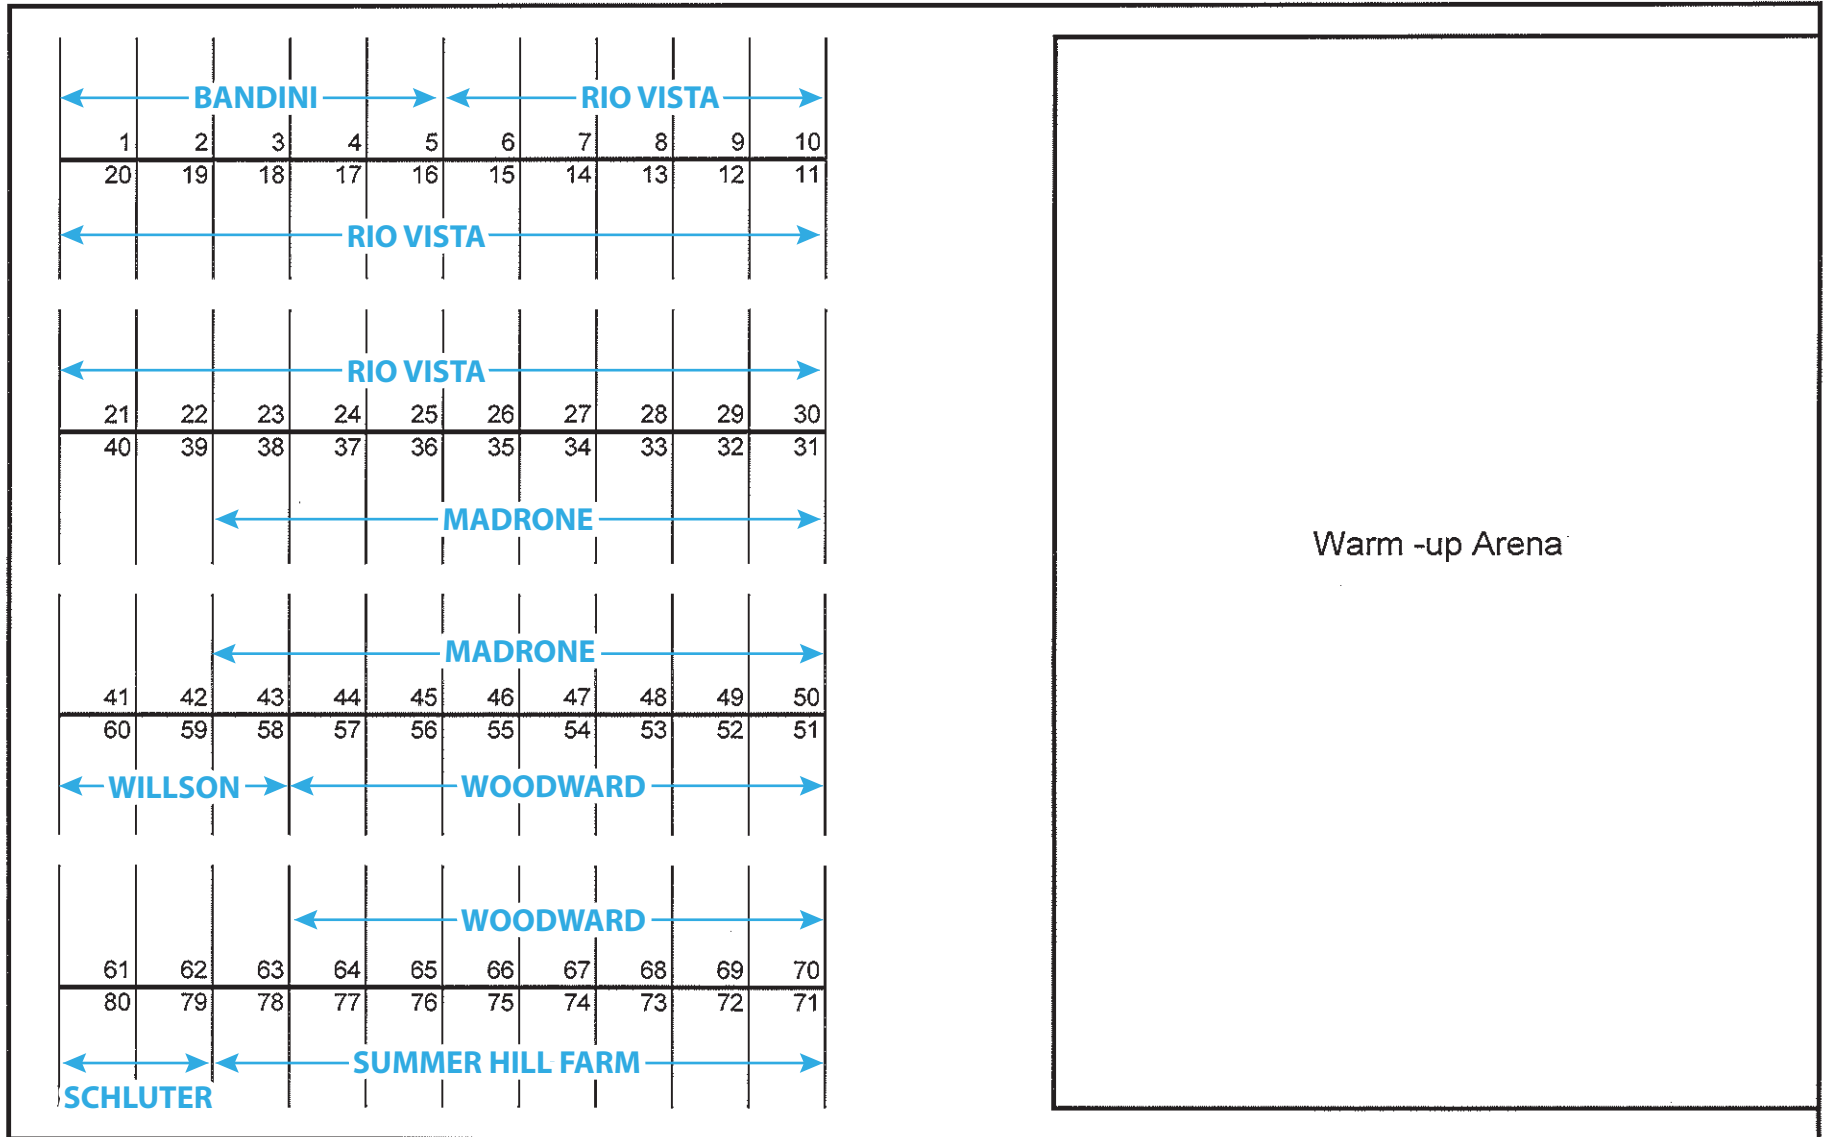 BANDINI RIO VISTA
1 2 3 4 5 6 7 8 9 10
20 19 18 17 16 15 14 13 12 11
RIO VISTA
RIO VISTA
21 22 23 24 25 26 27 28 29 30
40 39 38 37 36 35 34 33 32 31
MADRONE
Warm -up Arena
MADRONE
41 42 43 44 45 46 47 48 49 50
60 59 58 57 56 55 54 53 52 51
WILLSON WOODWARD
WOODWARD
61 62 63 64 65 66 67 68 69 70
80 79 78 77 76 75 74 73 72 71
SUMMER HILL FARM
SCHLUTER